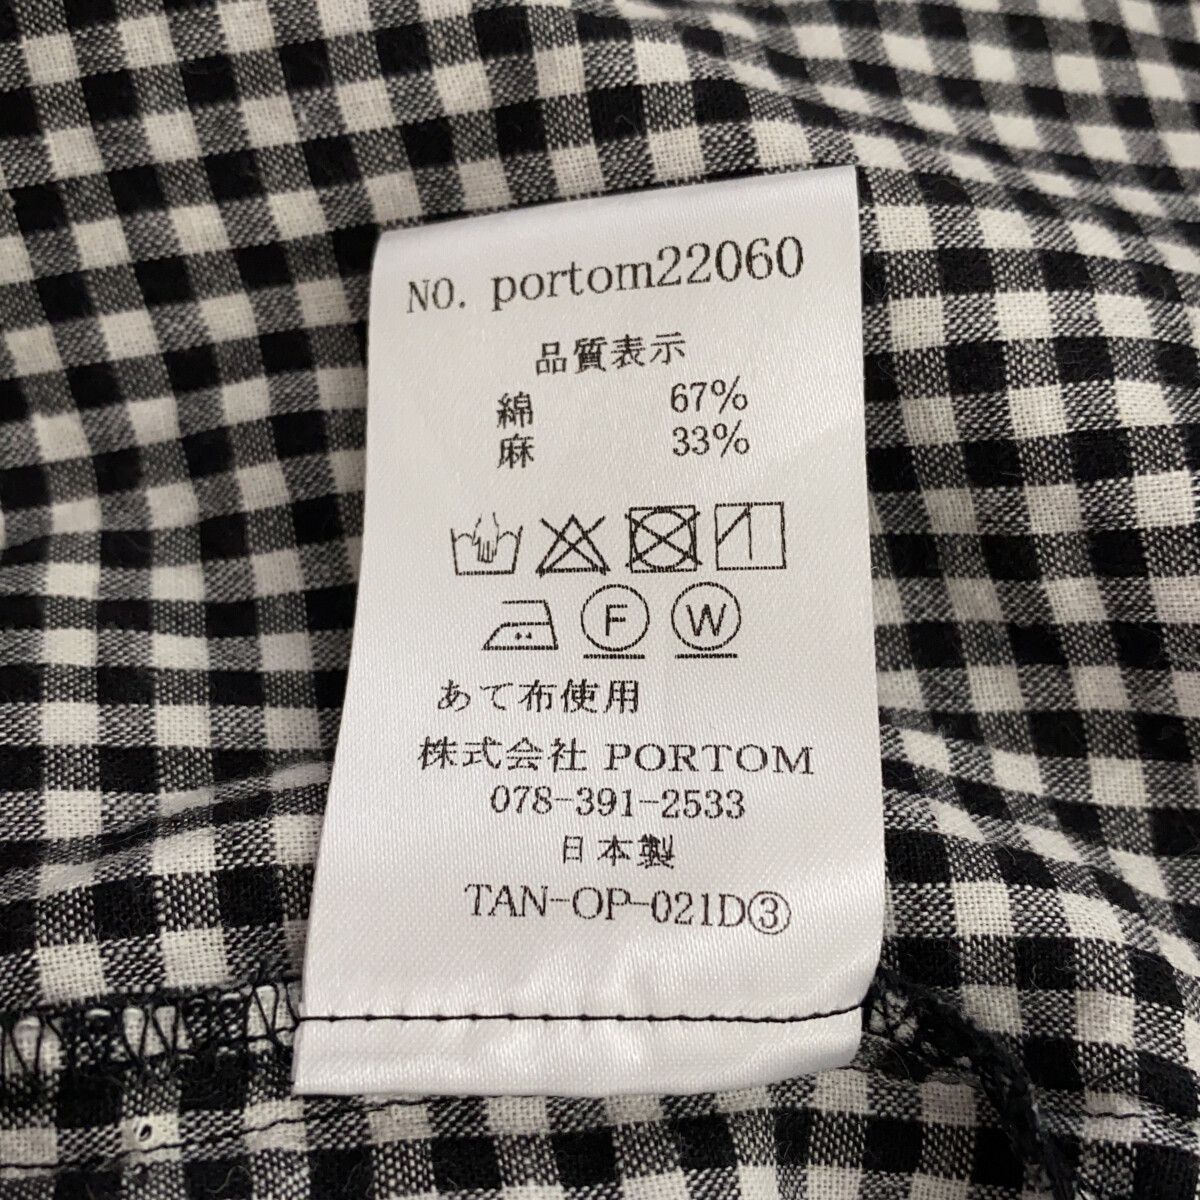 NO. portom22060
品質表示
綿 67%
麻 33%
F W
あて布使用
株式会社 PORTOM
078-391-2533
日本製
TAN-OP-021D③